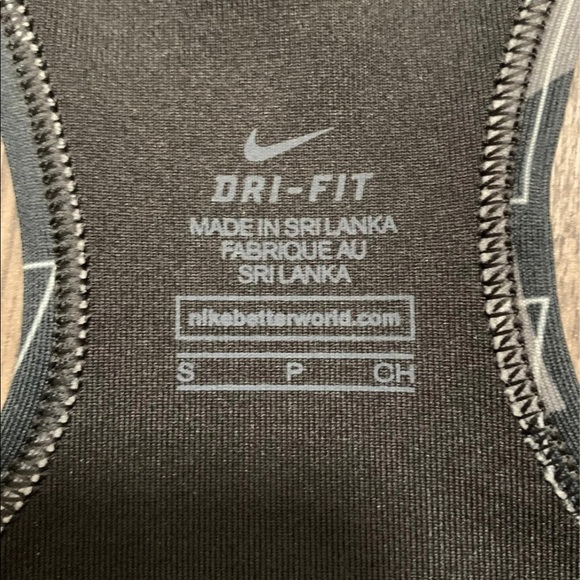 DRI-FIT
MADE IN SRI LANKA
FABRIQUE AU
SRI LANKA
nikebetterworld.com
S P CH